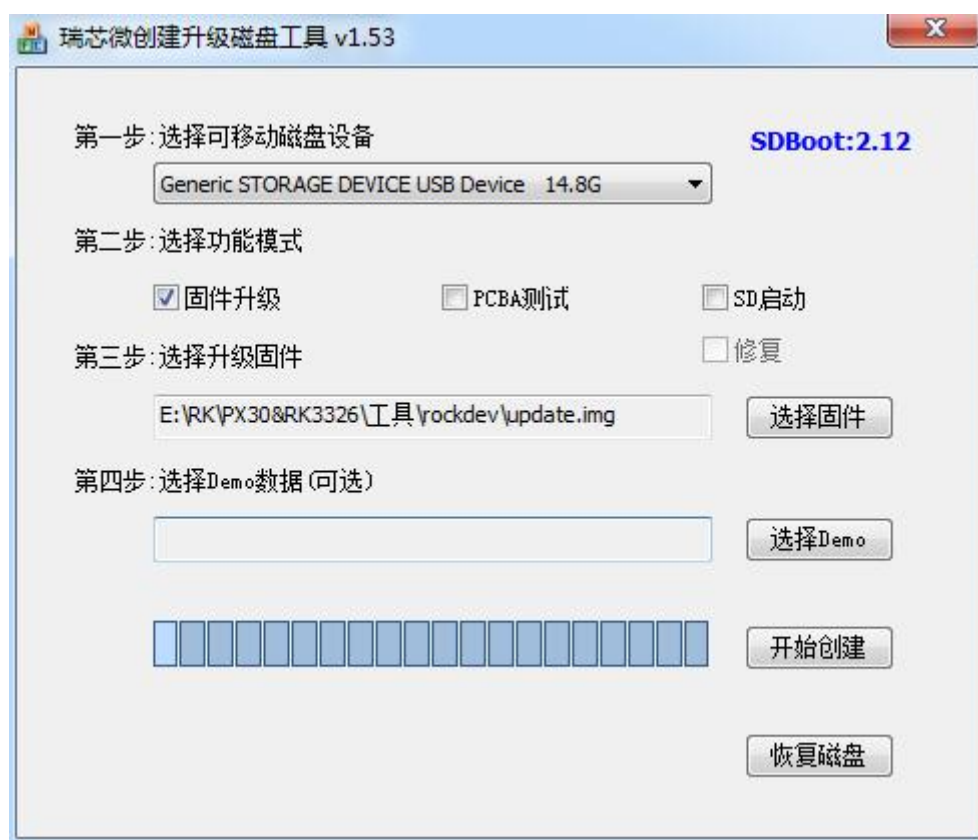 瑞芯微创建升级磁盘工具 v1.53
第一步:选择可移动磁盘设备
SDBoot:2.12
Generic STORAGE DEVICE USB Device 14.8G
第二步:选择功能模式
固件升级 PCBA测试 SD启动
第三步:选择升级固件
修复
E:\RK\PX30&RK3326\工具\rockdev\update.img
选择固件
第四步:选择Demo数据(可选)
选择Demo
开始创建
恢复磁盘